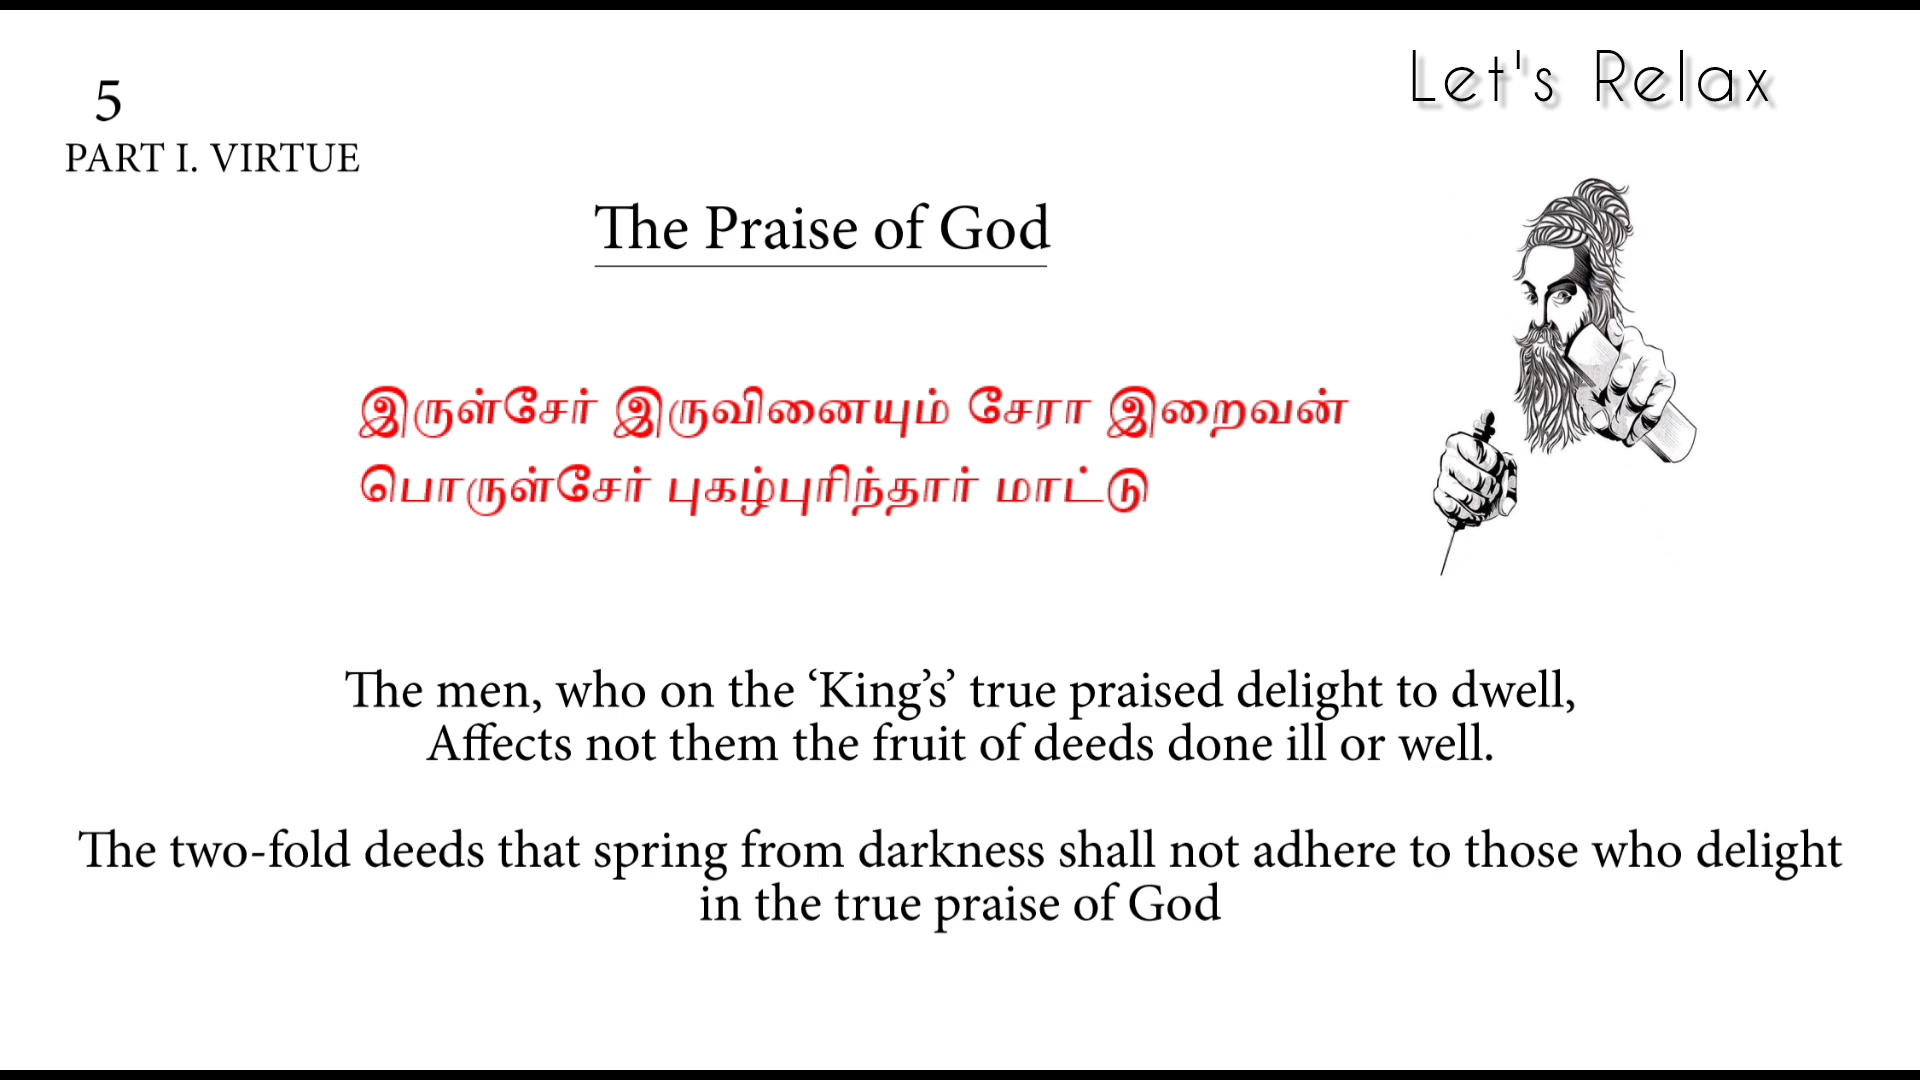 Let's Relax
5
PART I. VIRTUE
The Praise of God
இருள்சேர் இருவினையும் சேரா இறைவன்
பொருள்சேர் புகழ்புரிந்தார் மாட்டு
The men, who on the ‘King’s’ true praised delight to dwell,
Affects not them the fruit of deeds done ill or well.
The two-fold deeds that spring from darkness shall not adhere to those who delight
in the true praise of God